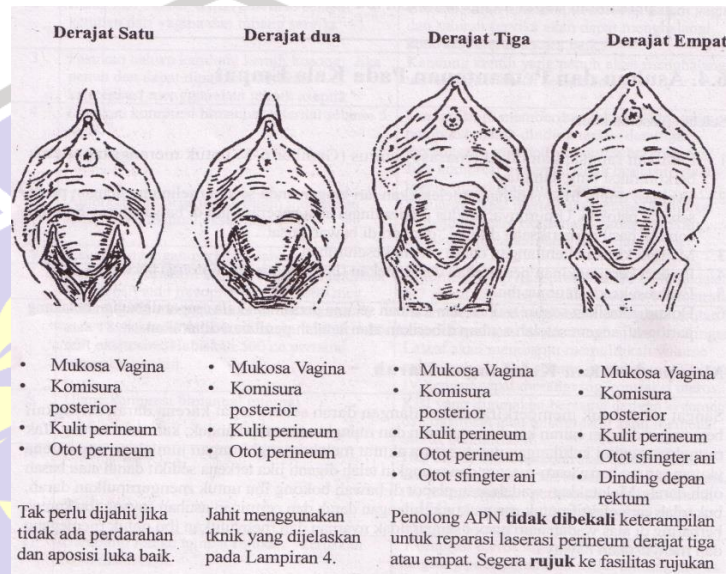 Derajat Satu
Derajat dua
Derajat Tiga
Derajat Empat
• Mukosa Vagina
• Komisura
posterior
• Kulit perineum
Otot perineum
• Mukosa Vagina
• Komisura
posterior
• Kulit perineum
• Otot perineum
• Mukosa Vagina
• Komisura
posterior
• Kulit perineum
• Otot perineum
• Otot sfingter ani
• Mukosa Vagina
• Komisura
posterior
• Kulit perineum
• Otot sfingter ani
• Dinding depan
rektum
Tak perlu dijahit jika
tidak ada perdarahan
dan aposisi luka baik.
Jahit menggunakan
tknik yang dijelaskan
pada Lampiran 4.
Penolong APN tidak dibekali keterampilan
untuk reparasi laserasi perineum derajat tiga
atau empat. Segera rujuk ke fasilitas rujukan